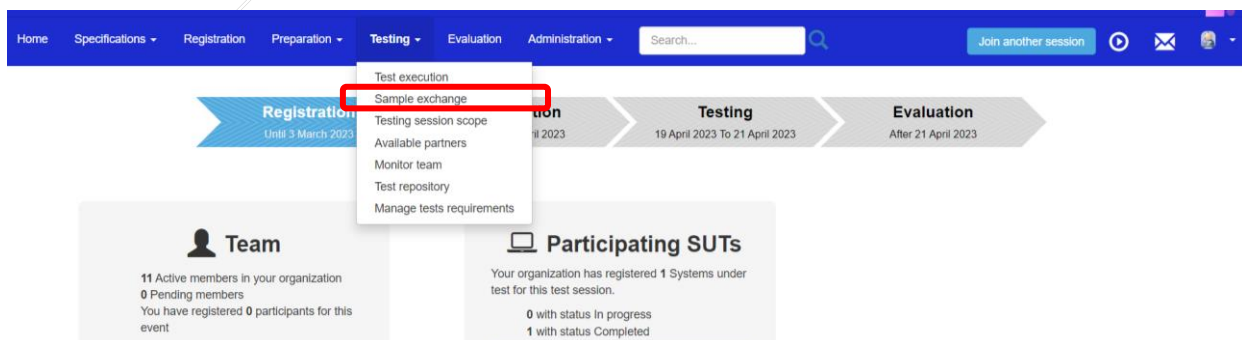 Home Specifications Registration Preparation Testing Evaluation Administration Search... Join another session
Test execution
Sample exchange
Testing session scope
Available partners
Monitor team
Test repository
Manage tests requirements
Registration
Until 3 March 2023
Testing
19 April 2023 To 21 April 2023
Evaluation
After 21 April 2023
Team
11 Active members in your organization
0 Pending members
You have registered 0 participants for this
event
Participating SUTs
Your organization has registered 1 Systems under
test for this test session.
0 with status In progress
1 with status Completed